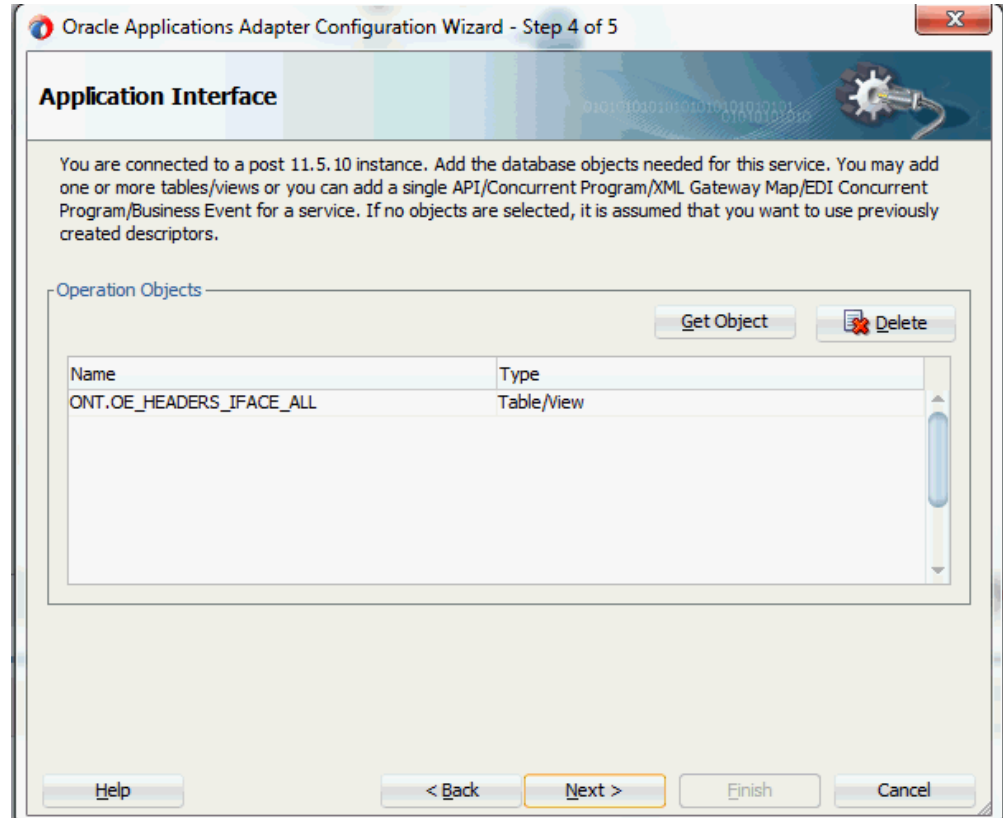 Oracle Applications Adapter Configuration Wizard - Step 4 of 5
Application Interface
You are connected to a post 11.5.10 instance. Add the database objects needed for this service. You may add
one or more tables/views or you can add a single API/Concurrent Program/XML Gateway Map/EDI Concurrent
Program/Business Event for a service. If no objects are selected, it is assumed that you want to use previously
created descriptors.
Operation Objects
Get Object
Delete
Name Type
ONT.OE_HEADERS_IFACE_ALL Table/View
Help < Back Next > Finish Cancel